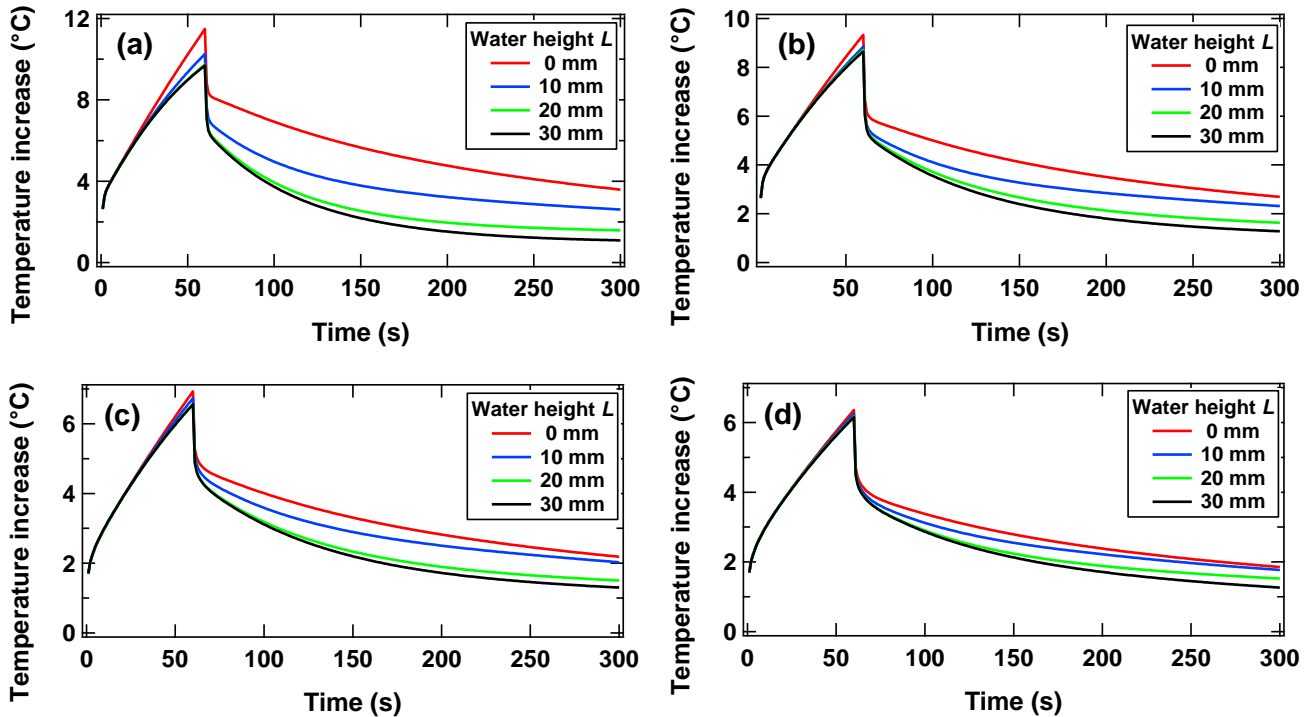 (a)
Temperature increase (°C)
12
8
4
0
Water height L
0 mm
10 mm
20 mm
30 mm
0
50
100
150
200
250
300
Time (s)
(b)
Temperature increase (°C)
10
8
6
4
2
0
Water height L
0 mm
10 mm
20 mm
30 mm
50
100
150
200
250
300
Time (s)
(c)
Temperature increase (°C)
6
4
2
0
Water height L
0 mm
10 mm
20 mm
30 mm
0
50
100
150
200
250
300
Time (s)
(d)
Temperature increase (°C)
6
4
2
0
Water height L
0 mm
10 mm
20 mm
30 mm
0
50
100
150
200
250
300
Time (s)